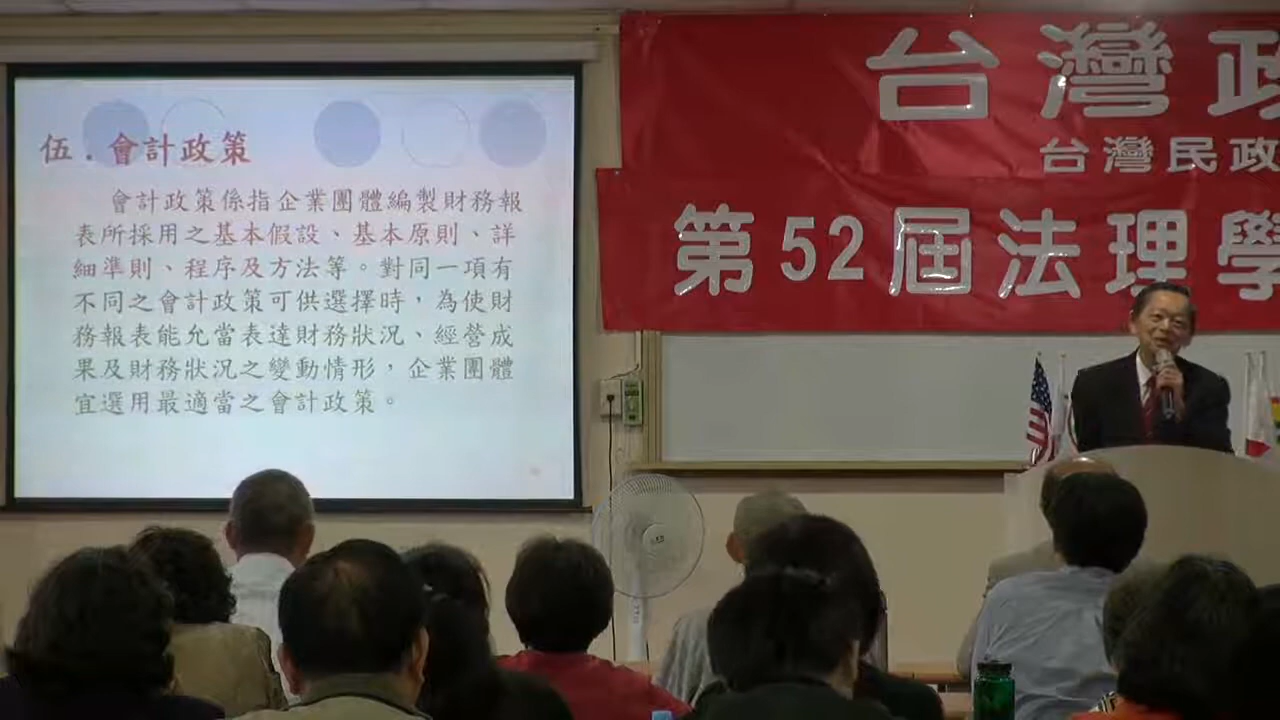 伍．會計政策
會計政策係指企業團體編製財務報
表所採用之基本假設、基本原則、詳
細準則、程序及方法等。對同一項有
不同之會計政策可供選擇時，為使財
務報表能允當表達財務狀況、經營成
果及財務狀況之變動情形，企業團體
宜選用最適當之會計政策。
台灣政
台灣民政
第52屆法理學